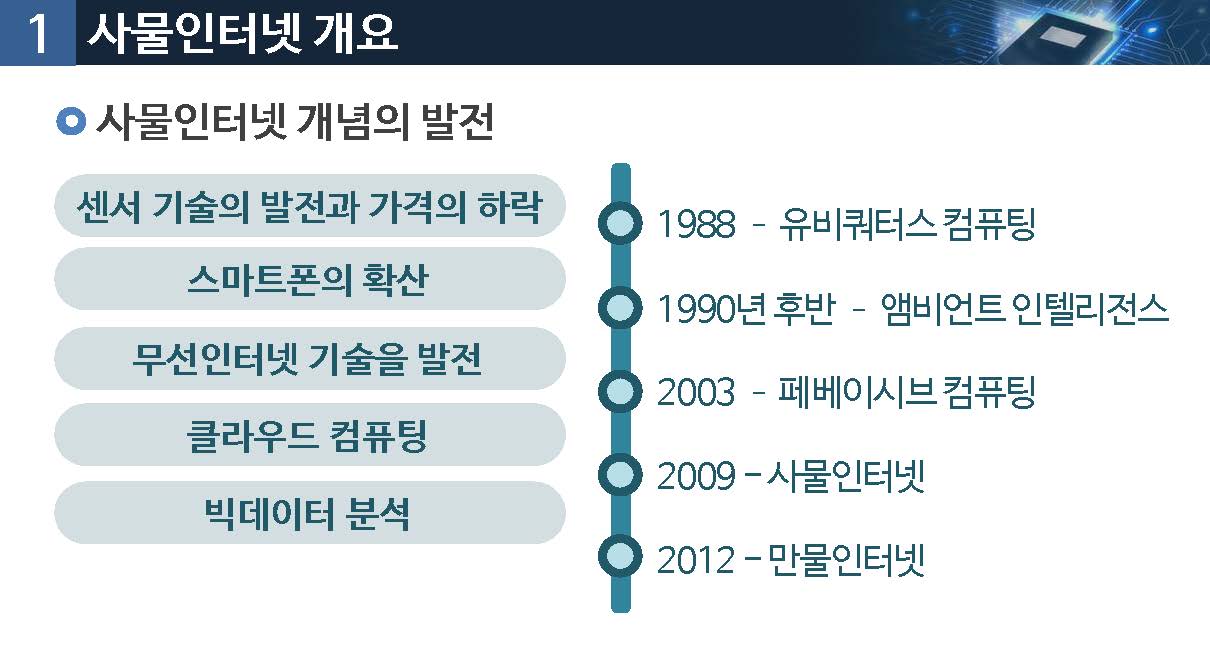 1 사물인터넷 개요
사물인터넷 개념의 발전
센서 기술의 발전과 가격의 하락
스마트폰의 확산
무선인터넷 기술을 발전
클라우드 컴퓨팅
빅데이터 분석
1988 - 유비쿼터스 컴퓨팅
1990년 후반 - 앰비언트 인텔리전스
2003 - 페베이시브 컴퓨팅
2009 – 사물인터넷
2012 – 만물인터넷